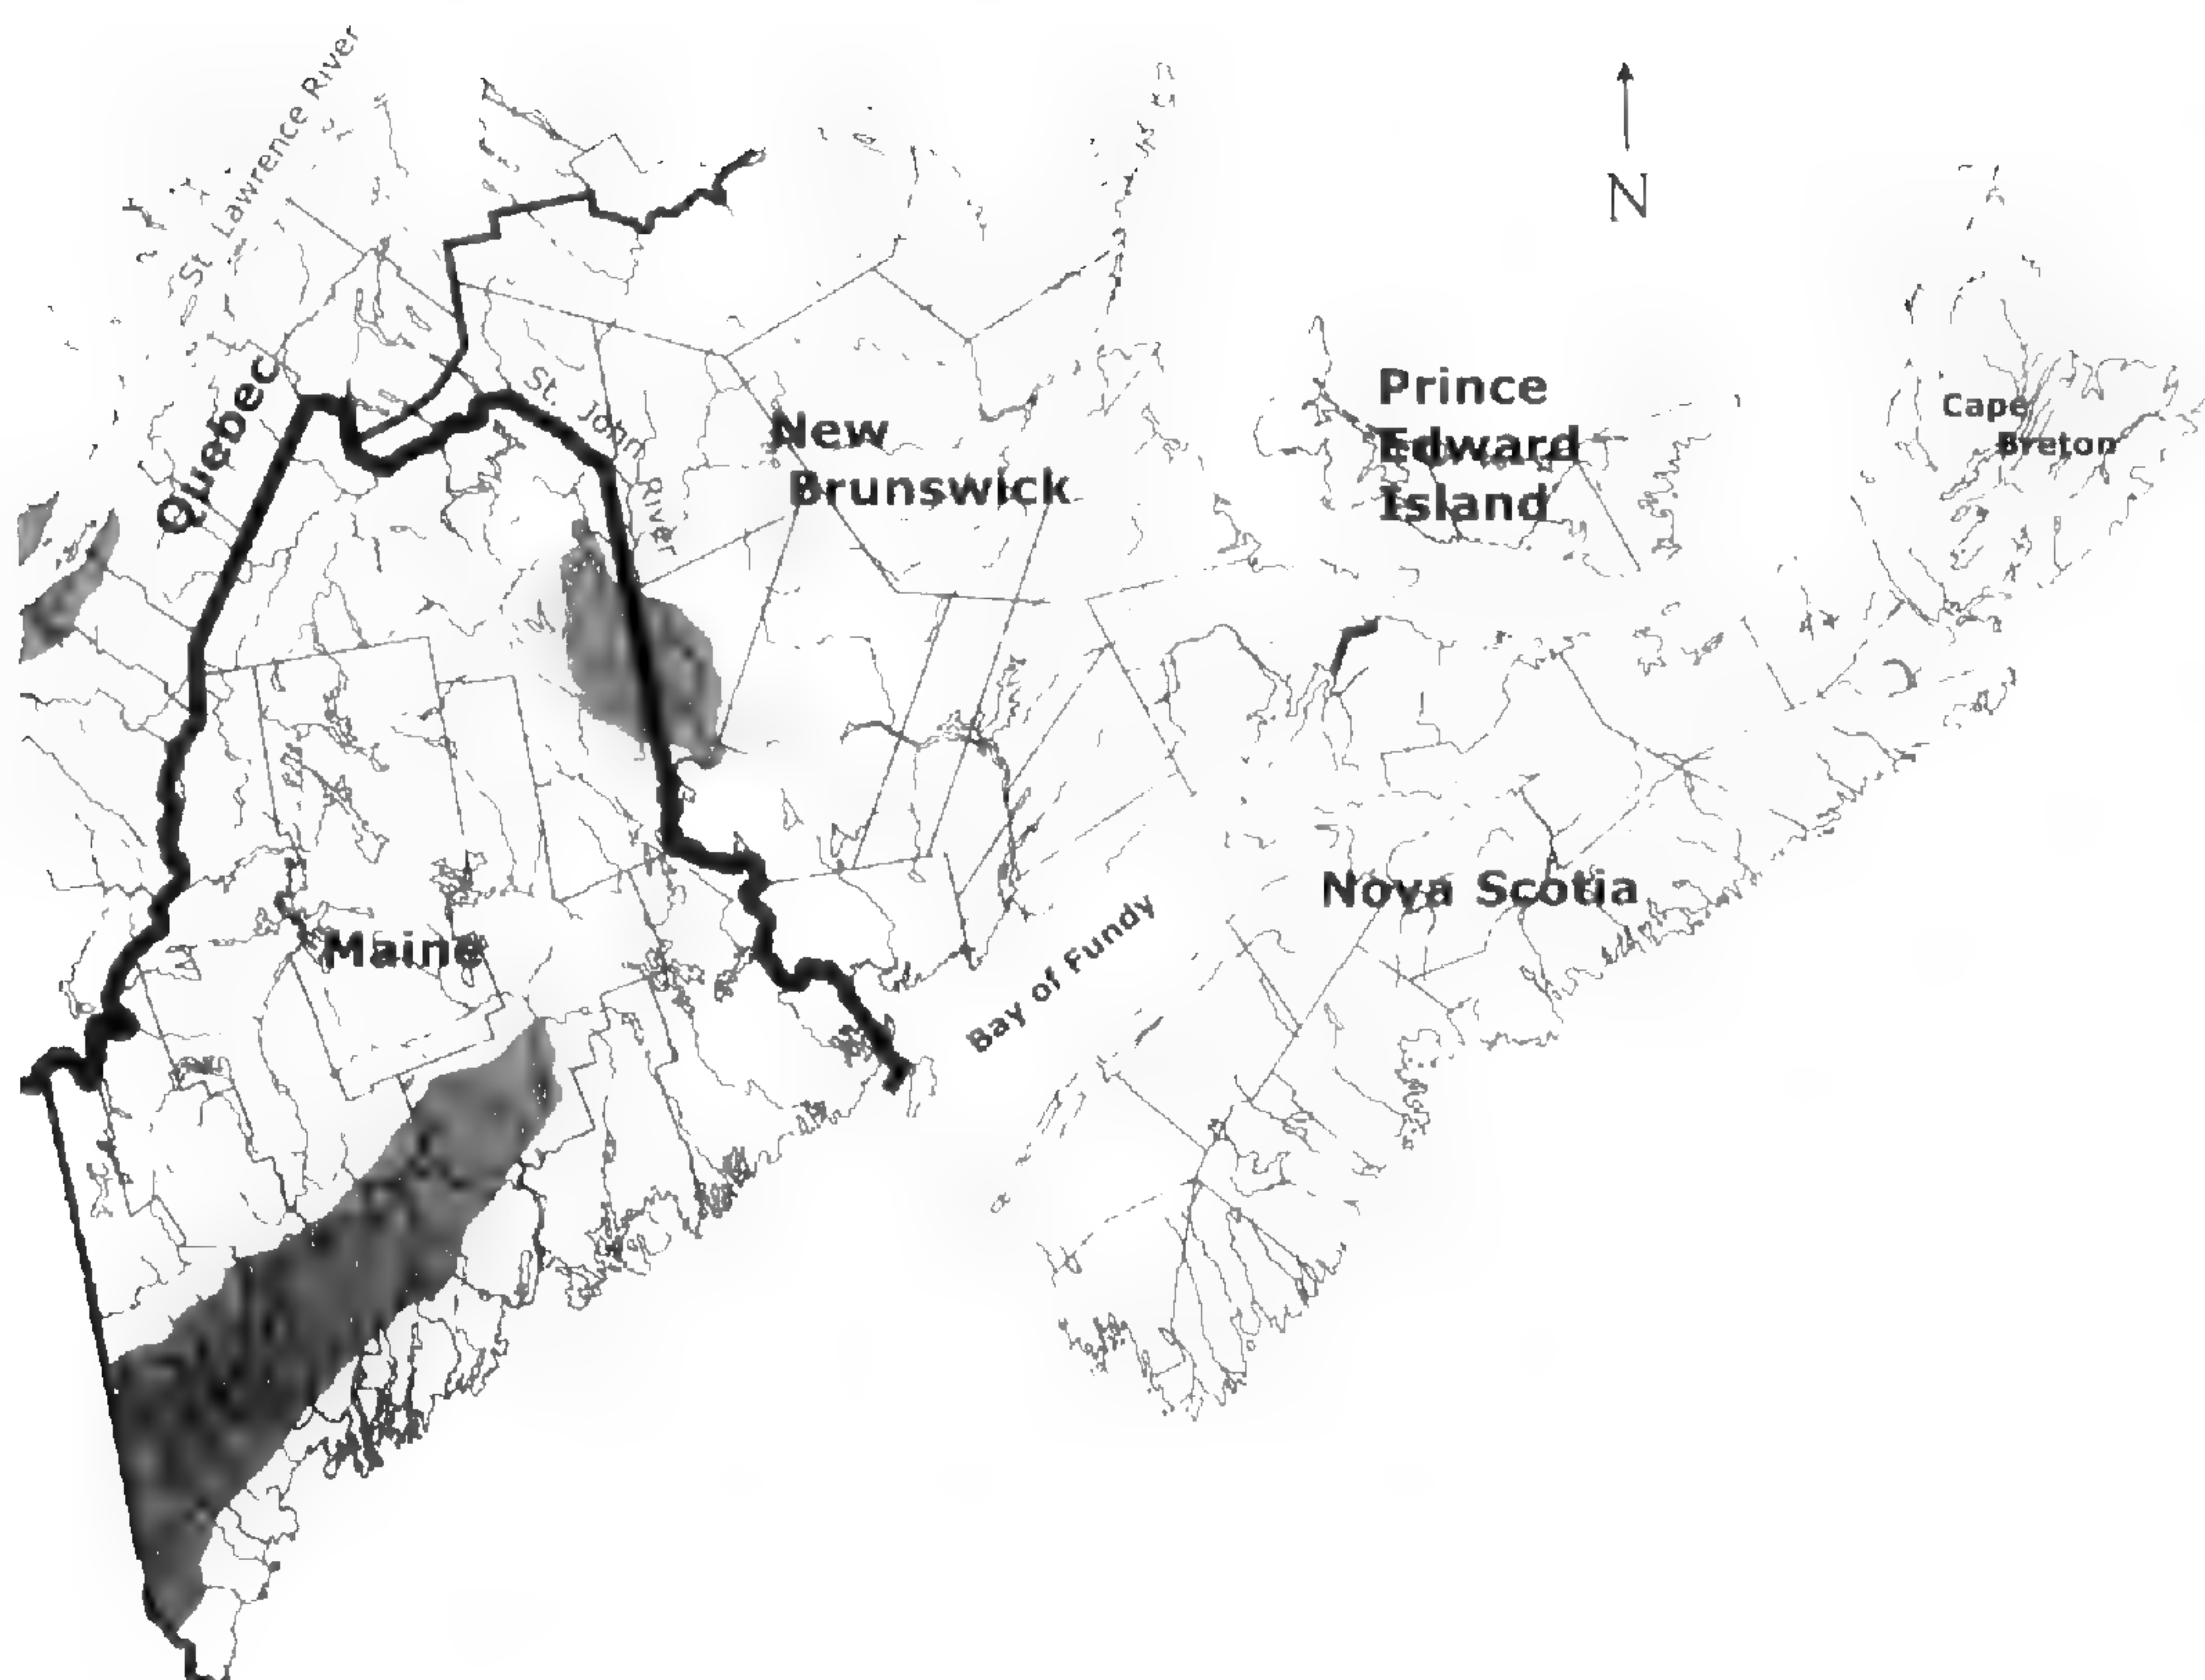 St. Lawrence River
N
Quebec
St. John River
New
Brunswick
Prince
Edward
Island
Cape
Breton
Maine
Nova Scotia
Bay of Fundy